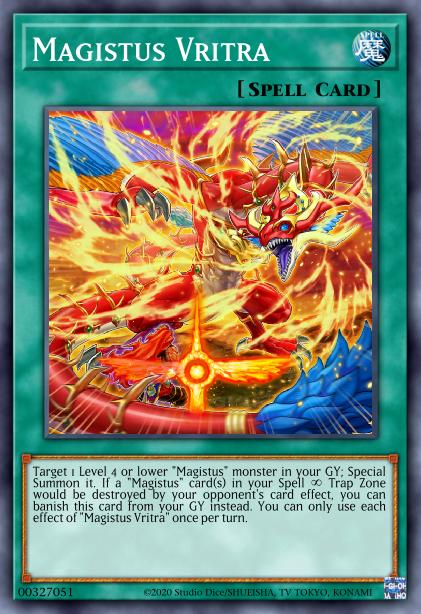 Magistus Vritra
SPELL
魔
[Spell Card]
Target 1 Level 4 or lower "Magistus" monster in your GY; Special
Summon it. If a "Magistus" card(s) in your Spell ∞ Trap Zone
would be destroyed by your opponent's card effect, you can
banish this card from your GY instead. You can only use each
effect of "Magistus Vritra" once per turn.
00327051
©2020 Studio Dice/SHUEISHA, TV TOKYO, KONAMI